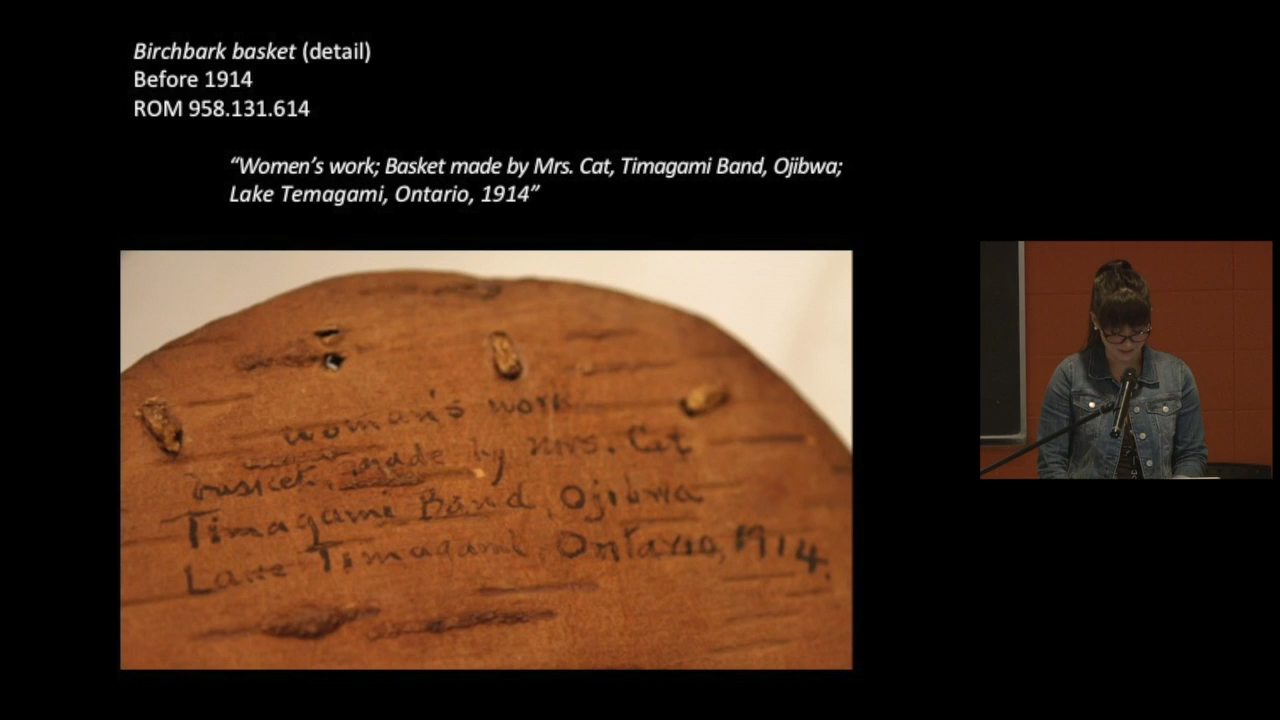 Birchbark basket (detail)
Before 1914
ROM 958.131.614
“Women’s work; Basket made by Mrs. Cat, Timagami Band, Ojibwa;
Lake Temagami, Ontario, 1914”
woman's work
basket, made by Mrs. Cat
Timagami Band, Ojibwa
Lake Timagami, Ontario, 1914.